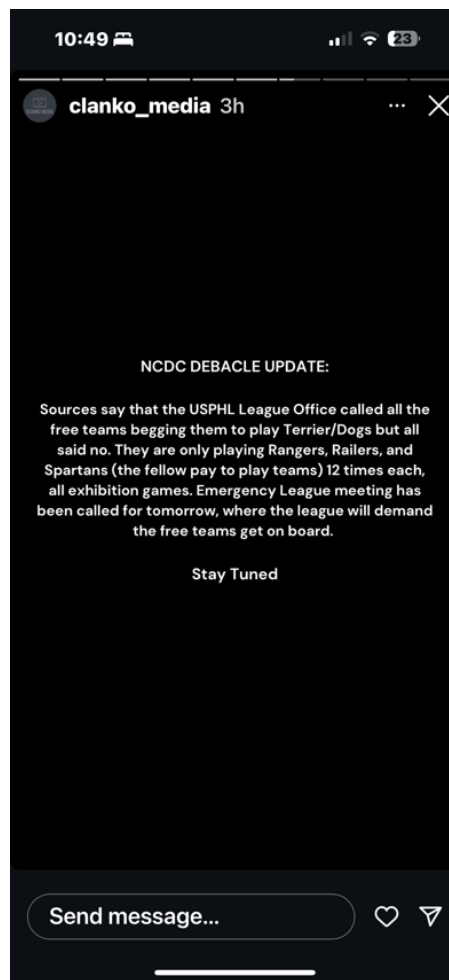 10:49
23
clanko_media 3h
NCDC DEBACLE UPDATE:
Sources say that the USPHL League Office called all the
free teams begging them to play Terrier/Dogs but all
said no. They are only playing Rangers, Railers, and
Spartans (the fellow pay to play teams) 12 times each,
all exhibition games. Emergency League meeting has
been called for tomorrow, where the league will demand
the free teams get on board.
Stay Tuned
Send message...